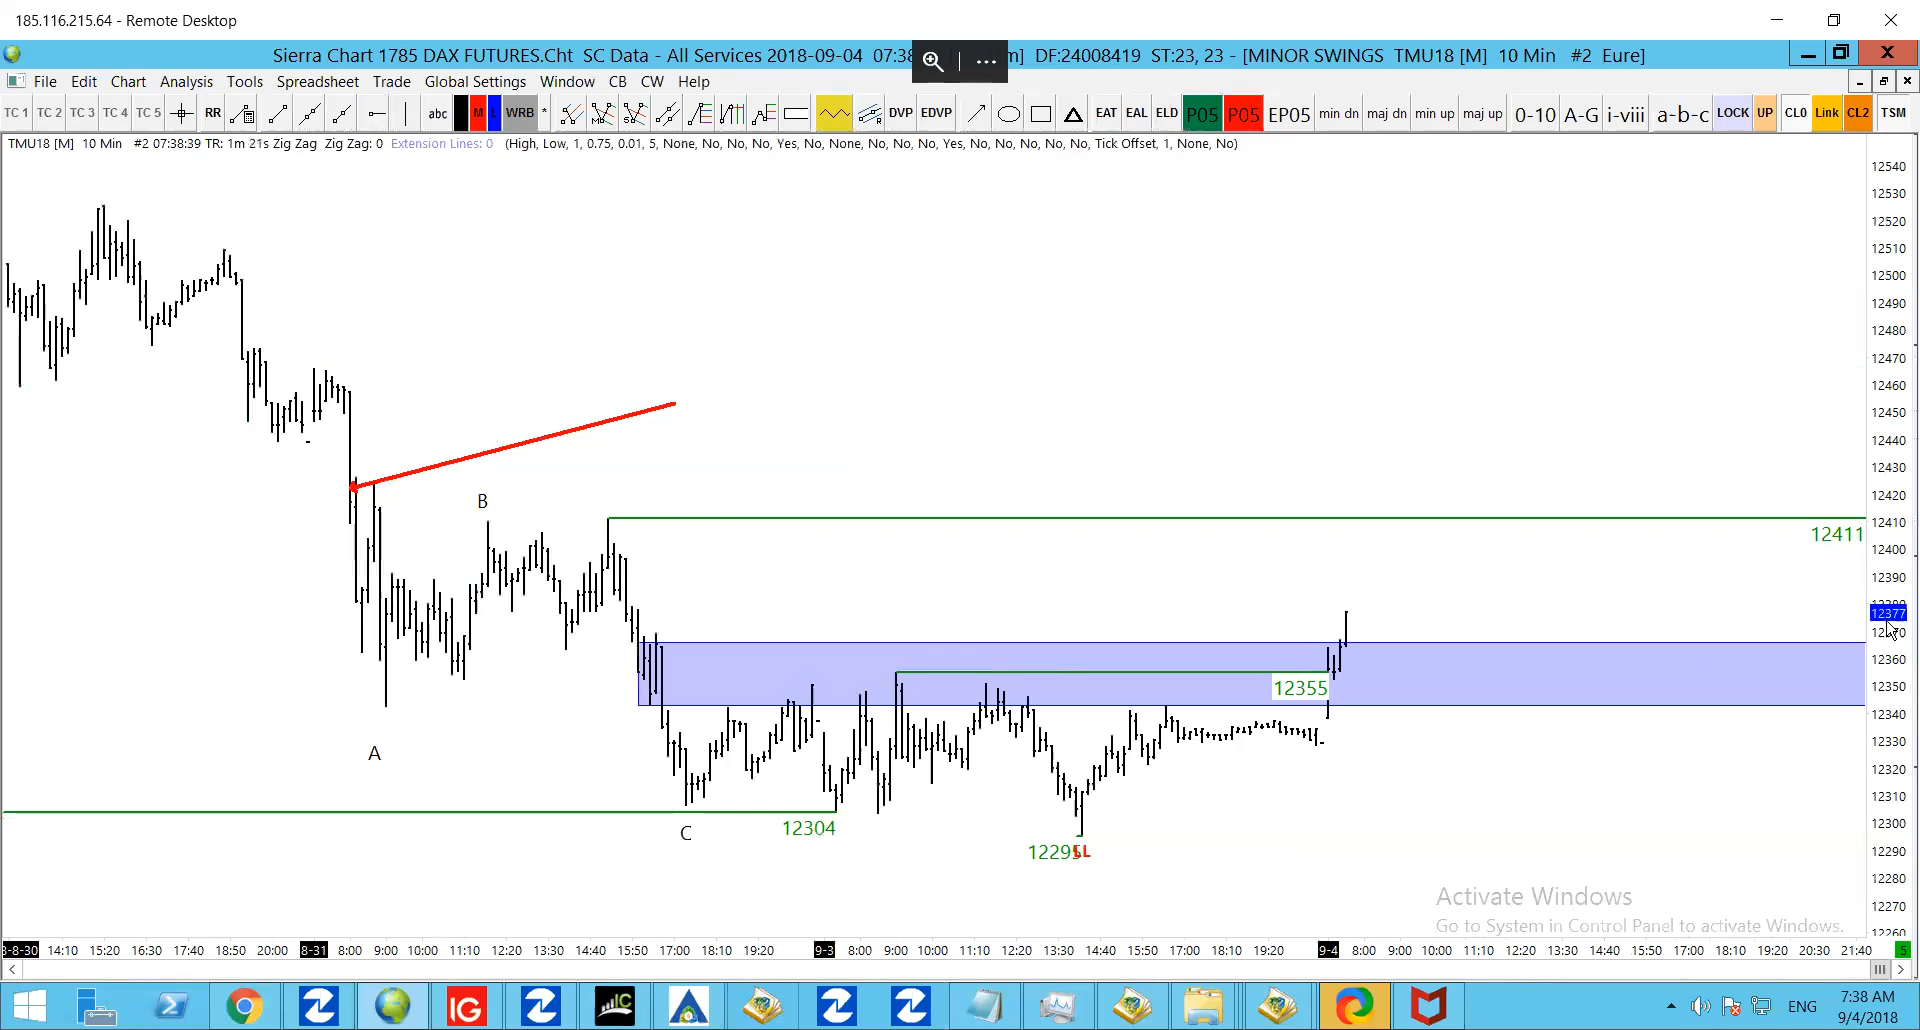 185.116.215.64 - Remote Desktop
Sierra Chart 1785 DAX FUTURES.Cht SC Data - All Services 2018-09-04 07:38
m] DF:24008419 ST:23, 23 - [MINOR SWINGS TMU18 [M] 10 Min #2 Eure]
File Edit Chart Analysis Tools Spreadsheet Trade Global Settings Window CB CW Help
TC 1 TC 2 TC 3 TC 4 TC 5 RR abc M L WRB * DVP EDVP EAT EAL ELD P05 P05 EP05 min dn maj dn min up maj up 0-10 A-G i-viii a-b-c LOCK UP CL0 Link CL2 TSM
TMU18 [M] 10 Min #2 07:38:39 TR: 1m 21s Zig Zag Zig Zag: 0 Extension Lines: 0 (High, Low, 1, 0.75, 0.01, 5, None, No, No, No, Yes, No, None, No, No, No, Yes, No, No, No, No, No, Tick Offset, 1, None, No)
12540
12530
12520
12510
12500
12490
12480
12470
12460
12450
12440
12430
12420
12410
12400
12390
12377
12360
12350
12340
12330
12320
12310
12300
12290
12280
12270
12260
B
12411
12355
A
12304
C
12295
LL
Activate Windows
Go to System in Control Panel to activate Windows.
8-30 14:10 15:20 16:30 17:40 18:50 20:00 8-31 8:00 9:00 10:00 11:10 12:20 13:30 14:40 15:50 17:00 18:10 19:20 9-3 8:00 9:00 10:00 11:10 12:20 13:30 14:40 15:50 17:00 18:10 19:20 9-4 8:00 9:00 10:00 11:10 12:20 13:30 14:40 15:50 17:00 18:10 19:20 20:30 21:40 5
IG IC ENG 7:38 AM
9/4/2018